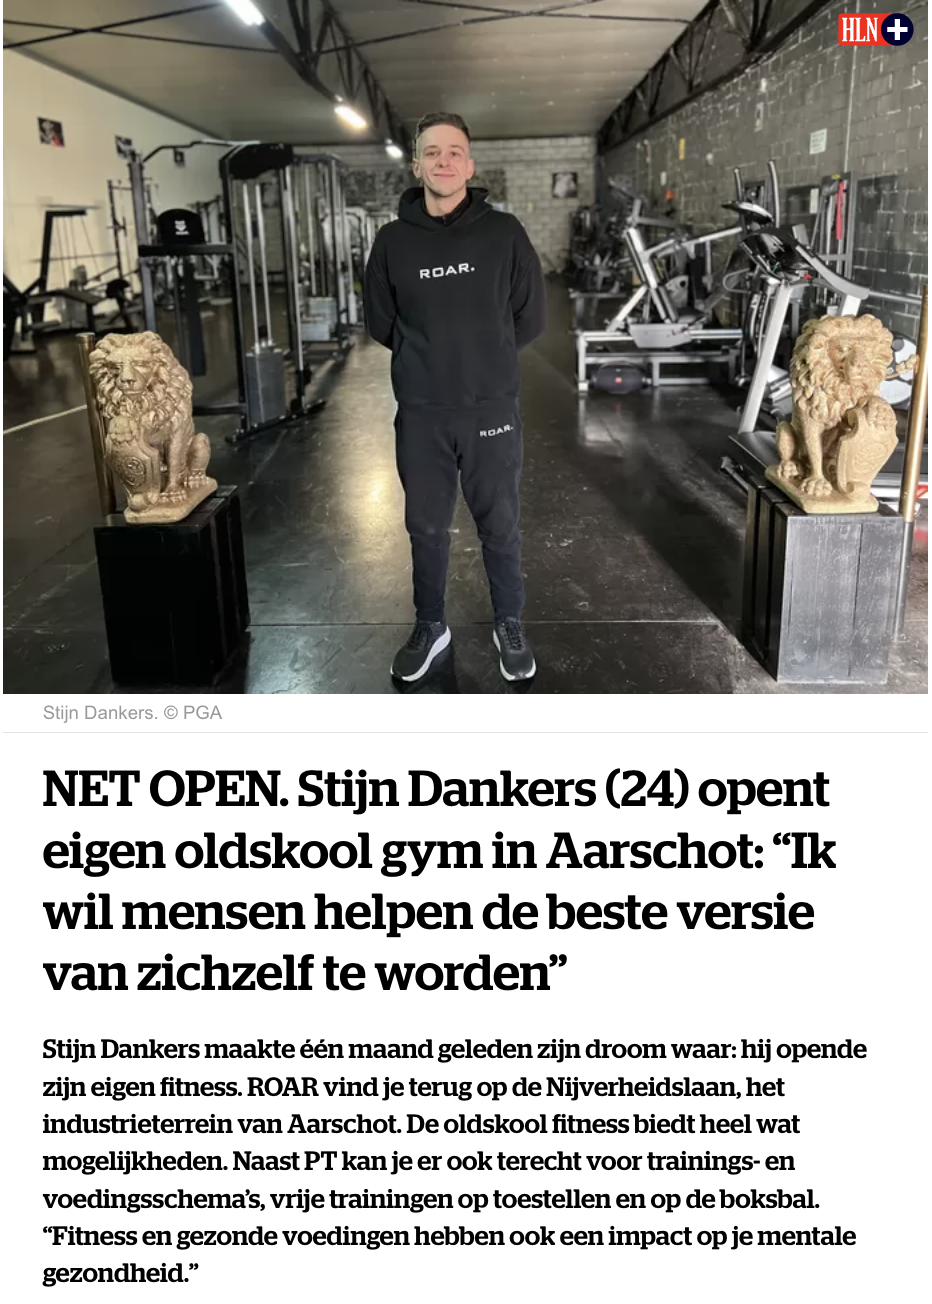 HLN+
ROAR.
ROAR.
Stijn Dankers. © PGA
NET OPEN. Stijn Dankers (24) opent
eigen oldskool gym in Aarschot: “Ik
wil mensen helpen de beste versie
van zichzelf te worden”
Stijn Dankers maakte één maand geleden zijn droom waar: hij opende
zijn eigen fitness. ROAR vind je terug op de Nijverheidslaan, het
industrieterrein van Aarschot. De oldskool fitness biedt heel wat
mogelijkheden. Naast PT kan je er ook terecht voor trainings- en
voedingsschema’s, vrije trainingen op toestellen en op de boksbal.
“Fitness en gezonde voedingen hebben ook een impact op je mentale
gezondheid.”